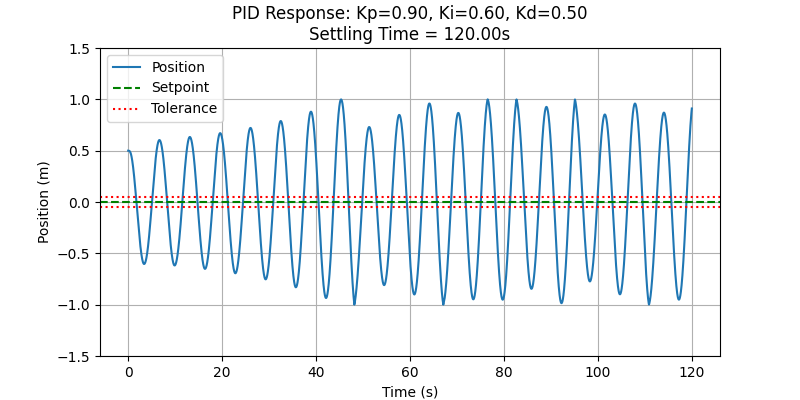 PID Response: Kp=0.90, Ki=0.60, Kd=0.50
Settling Time = 120.00s
Position
Setpoint
Tolerance
1.5
1.0
0.5
0.0
−0.5
−1.0
−1.5
Position (m)
0 20 40 60 80 100 120
Time (s)